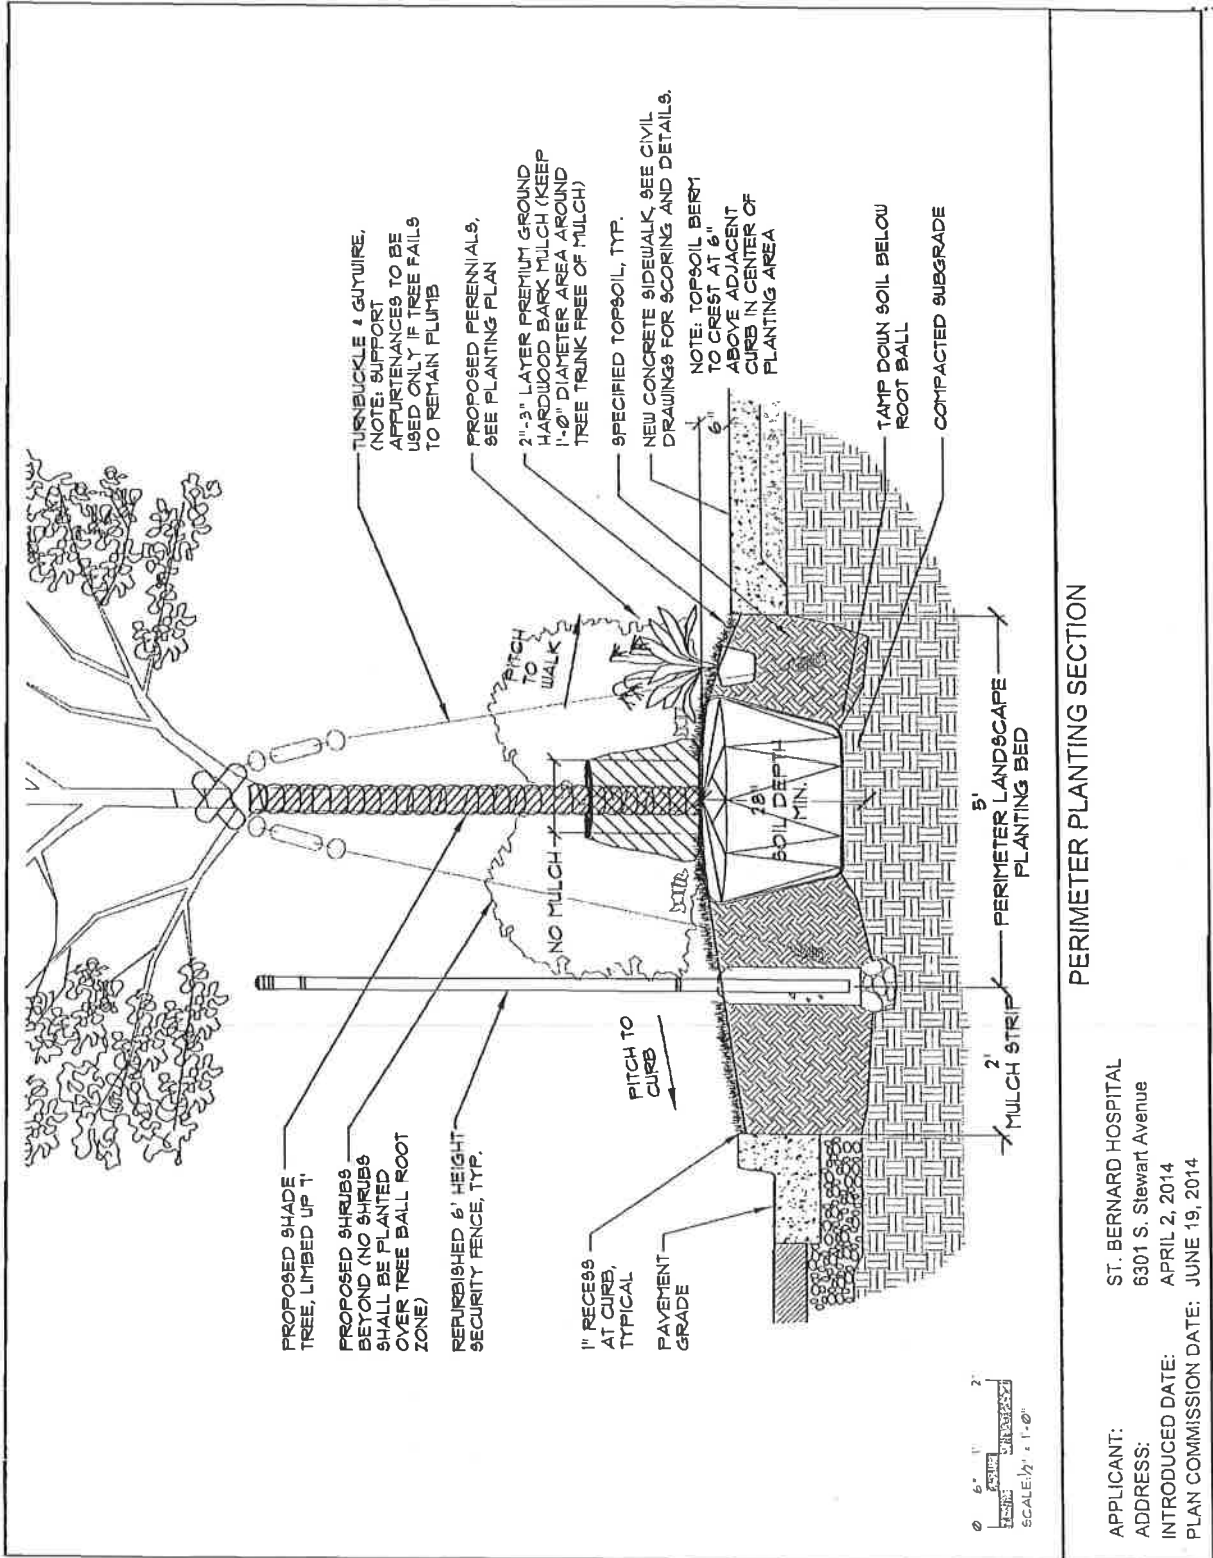 PROPOSED SHADE
TREE, LIMBED UP 7'
PROPOSED SHRUBS
BEYOND (NO SHRUBS
SHALL BE PLANTED
OVER TREE BALL ROOT
ZONE)
REFURBISHED 6' HEIGHT
SECURITY FENCE, TYP.
1" RECESS
AT CURB,
TYPICAL
PAVEMENT
GRADE
PITCH TO
CURB
NO MULCH
PITCH
TO
WALK
28"
SOIL DEPTH
MIN.
TURNBUCKLE & GUYWIRE,
(NOTE: SUPPORT
APPURTENANCES TO BE
USED ONLY IF TREE FAILS
TO REMAIN PLUMB
PROPOSED PERENNIALS,
SEE PLANTING PLAN
2"-3" LAYER PREMIUM GROUND
HARDWOOD BARK MULCH (KEEP
1'-0" DIAMETER AREA AROUND
TREE TRUNK FREE OF MULCH)
SPECIFIED TOPSOIL, TYP.
NEW CONCRETE SIDEWALK, SEE CIVIL
DRAWINGS FOR SCORING AND DETAILS.
6"
NOTE: TOPSOIL BERM
TO CREST AT 6"
ABOVE ADJACENT
CURB IN CENTER OF
PLANTING AREA
TAMP DOWN SOIL BELOW
ROOT BALL
COMPACTED SUBGRADE
2'
MULCH STRIP
5'
PERIMETER LANDSCAPE
PLANTING BED
0 6" 1' 2'
SCALE: 1/2" = 1'-0"
PERIMETER PLANTING SECTION
APPLICANT: ST. BERNARD HOSPITAL
ADDRESS: 6301 S. Stewart Avenue
INTRODUCED DATE: APRIL 2, 2014
PLAN COMMISSION DATE: JUNE 19, 2014